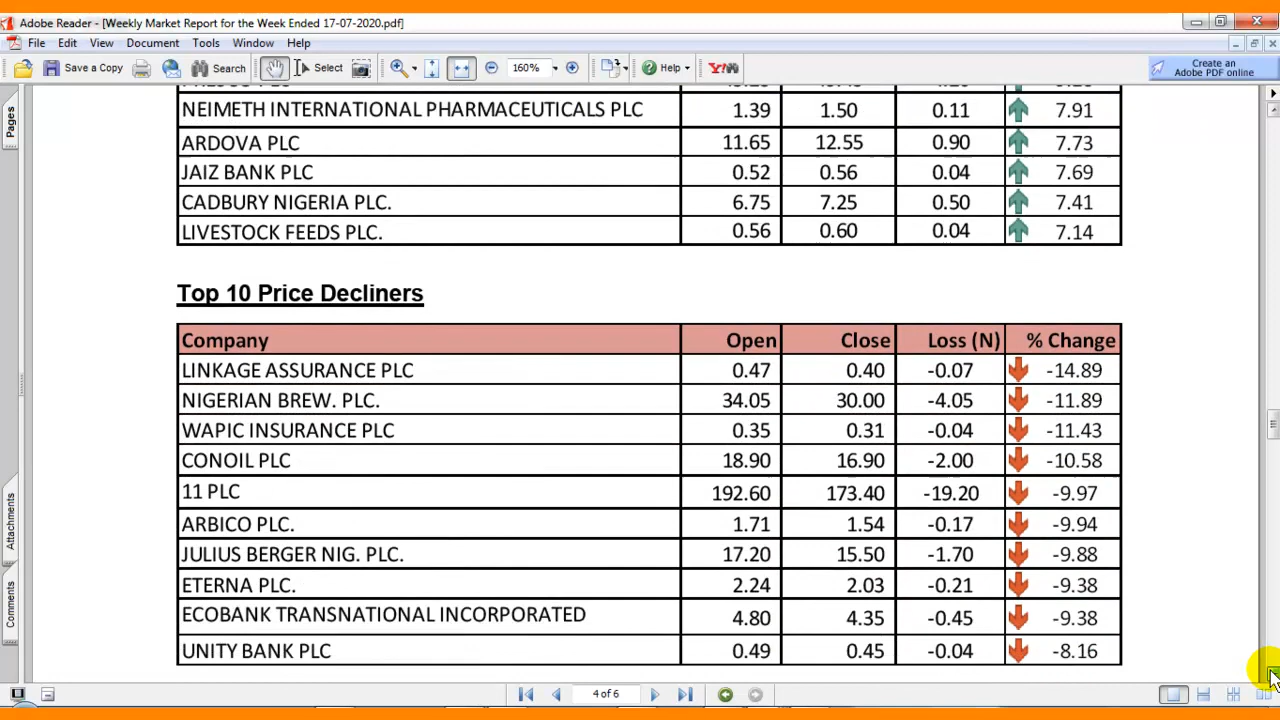 Adobe Reader - [Weekly Market Report for the Week Ended 17-07-2020.pdf]
File Edit View Document Tools Window Help
Save a Copy Search Select 160% Help Y! Create an
Adobe PDF online
Pages
NEIMETH INTERNATIONAL PHARMACEUTICALS PLC 1.39 1.50 0.11 7.91
ARDOVA PLC 11.65 12.55 0.90 7.73
JAIZ BANK PLC 0.52 0.56 0.04 7.69
CADBURY NIGERIA PLC. 6.75 7.25 0.50 7.41
LIVESTOCK FEEDS PLC. 0.56 0.60 0.04 7.14
Top 10 Price Decliners
Company Open Close Loss (N) % Change
LINKAGE ASSURANCE PLC 0.47 0.40 -0.07 -14.89
NIGERIAN BREW. PLC. 34.05 30.00 -4.05 -11.89
WAPIC INSURANCE PLC 0.35 0.31 -0.04 -11.43
CONOIL PLC 18.90 16.90 -2.00 -10.58
11 PLC 192.60 173.40 -19.20 -9.97
Attachments
ARBICO PLC. 1.71 1.54 -0.17 -9.94
JULIUS BERGER NIG. PLC. 17.20 15.50 -1.70 -9.88
ETERNA PLC. 2.24 2.03 -0.21 -9.38
Comments
ECOBANK TRANSNATIONAL INCORPORATED 4.80 4.35 -0.45 -9.38
UNITY BANK PLC 0.49 0.45 -0.04 -8.16
4 of 6